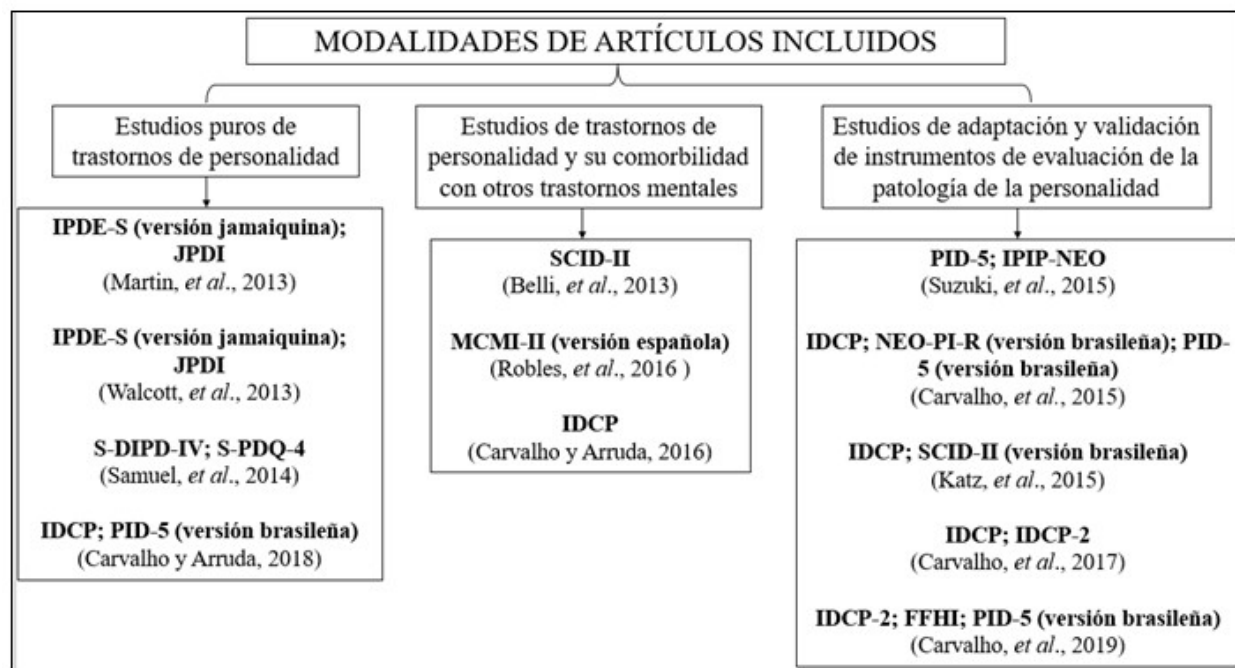 MODALIDADES DE ARTÍCULOS INCLUIDOS
Estudios puros de
trastornos de personalidad
IPDE-S (versión jamaiquina);
JPDI
(Martin, et al., 2013)
IPDE-S (versión jamaiquina);
JPDI
(Walcott, et al., 2013)
S-DIPD-IV; S-PDQ-4
(Samuel, et al., 2014)
IDCP; PID-5 (versión brasileña)
(Carvalho y Arruda, 2018)
Estudios de trastornos de
personalidad y su comorbilidad
con otros trastornos mentales
SCID-II
(Belli, et al., 2013)
MCMI-II (versión española)
(Robles, et al., 2016 )
IDCP
(Carvalho y Arruda, 2016)
Estudios de adaptación y validación
de instrumentos de evaluación de la
patología de la personalidad
PID-5; IPIP-NEO
(Suzuki, et al., 2015)
IDCP; NEO-PI-R (versión brasileña); PID-
5 (versión brasileña)
(Carvalho, et al., 2015)
IDCP; SCID-II (versión brasileña)
(Katz, et al., 2015)
IDCP; IDCP-2
(Carvalho, et al., 2017)
IDCP-2; FFHI; PID-5 (versión brasileña)
(Carvalho, et al., 2019)